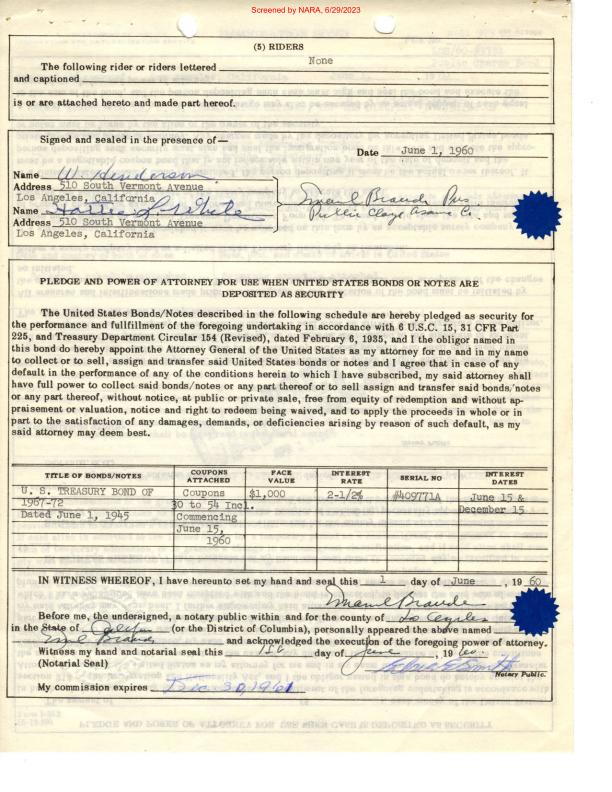 Screened by NARA, 6/29/2023
(5) RIDERS
The following rider or riders lettered None
and captioned
is or are attached hereto and made part hereof.
Signed and sealed in the presence of—
Date June 1, 1960
Name W. Henderson
Address 510 South Vermont Avenue
Los Angeles, California
Name
Address 510 South Vermont Avenue
Los Angeles, California
Emanl Braude Pres.
Public Clayp Co.
PLEDGE AND POWER OF ATTORNEY FOR USE WHEN UNITED STATES BONDS OR NOTES ARE
DEPOSITED AS SECURITY
The United States Bonds/Notes described in the following schedule are hereby pledged as security for
the performance and fullfillment of the foregoing undertaking in accordance with 6 U.S.C. 15, 31 CFR Part
225, and Treasury Department Circular 154 (Revised), dated February 6, 1935, and I the obligor named in
this bond do hereby appoint the Attorney General of the United States as my attorney for me and in my name
to collect or to sell, assign and transfer said United States bonds or notes and I agree that in case of any
default in the performance of any of the conditions herein to which I have subscribed, my said attorney shall
have full power to collect said bonds/notes or any part thereof or to sell assign and transfer said bonds/notes
or any part thereof, without notice, at public or private sale, free from equity of redemption and without ap-
praisement or valuation, notice and right to redeem being waived, and to apply the proceeds in whole or in
part to the satisfaction of any damages, demands, or deficiencies arising by reason of such default, as my
said attorney may deem best.
TITLE OF BONDS/NOTES COUPONS ATTACHED FACE VALUE INTEREST RATE SERIAL NO INTEREST DATES
U. S. TREASURY BOND OF Coupons $1,000 2-1/2% #409771A June 15 &
1967-72 30 to 54 Incl. December 15
Dated June 1, 1945 Commencing
June 15,
1960
IN WITNESS WHEREOF, I have hereunto set my hand and seal this 1 day of June, 19 60
Emanl Braude
Before me, the undersigned, a notary public within and for the county of Los Angeles
in the State of Calif (or the District of Columbia), personally appeared the above named
Emanl Braude and acknowledged the execution of the foregoing power of attorney.
Witness my hand and notarial seal this 1st day of June, 19 60.
(Notarial Seal)
Notary Public.
My commission expires Dec 30, 1961